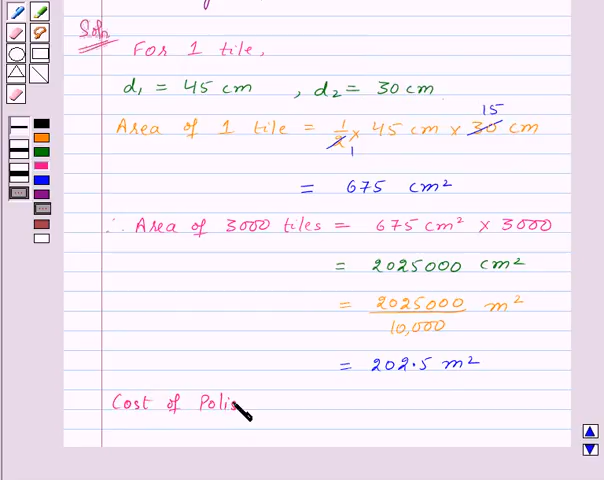 Soln
For 1 tile,
d₁ = 45 cm , d₂ = 30 cm
15
Area of 1 tile = 1/2 × 45 cm × 30 cm
1
= 675 cm²
∴ Area of 3000 tiles = 675 cm² × 3000
= 2025000 cm²
= 2025000/10,000 m²
= 202.5 m²
Cost of Polis